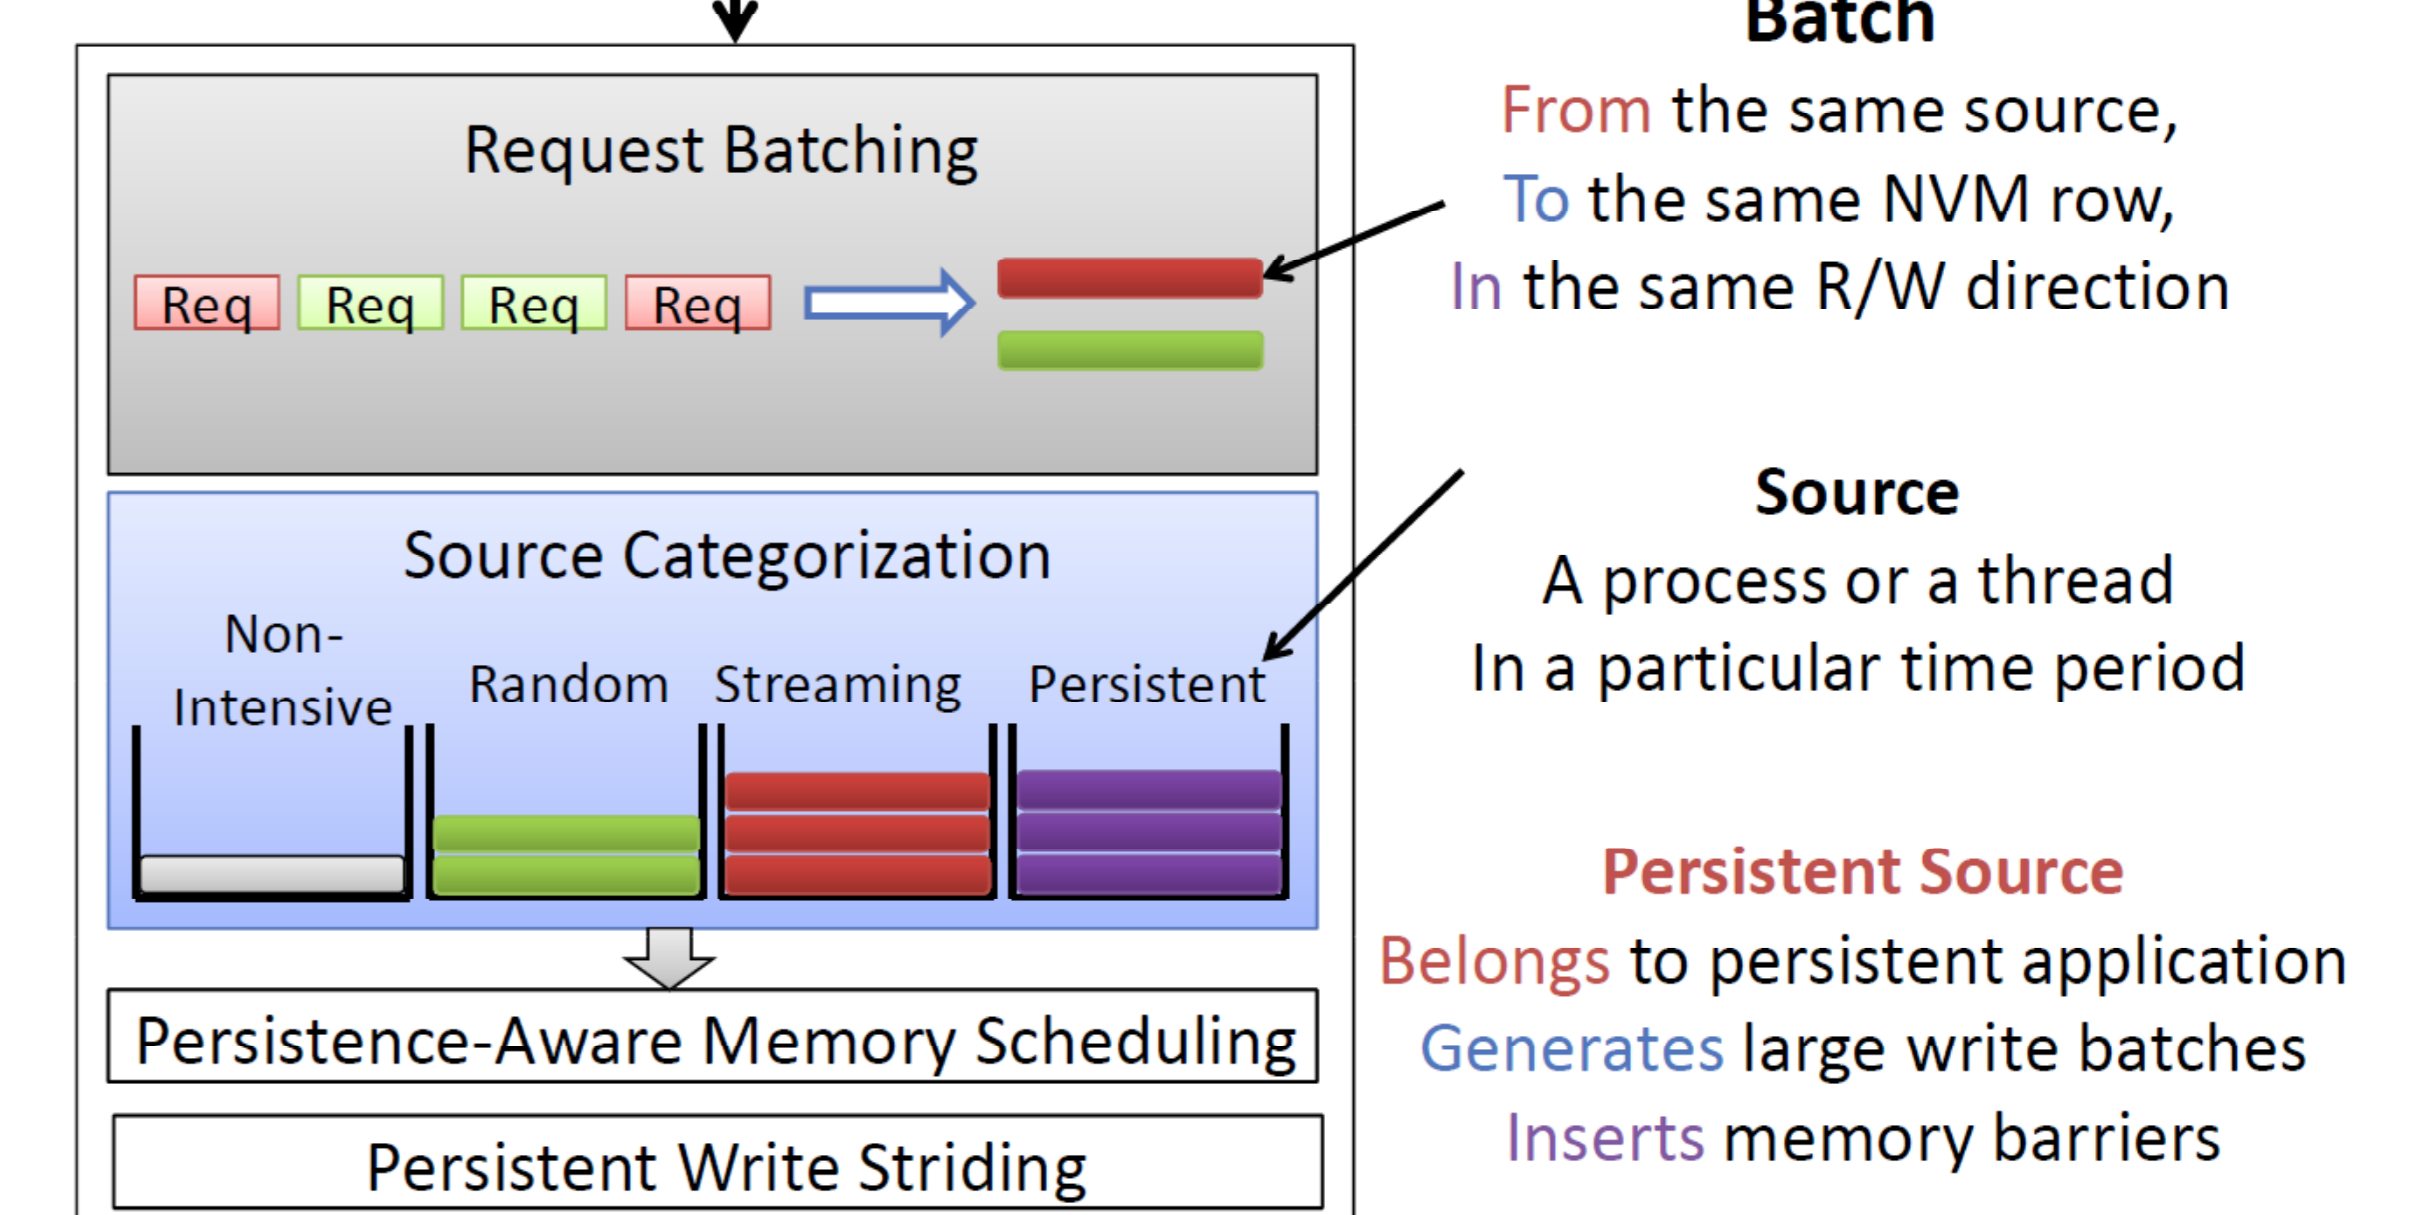 Batch
From the same source,
To the same NVM row,
In the same R/W direction
Request Batching
Req Req Req Req
Source
A process or a thread
In a particular time period
Source Categorization
Non-
Intensive
Random
Streaming
Persistent
Persistent Source
Belongs to persistent application
Generates large write batches
Inserts memory barriers
Persistence-Aware Memory Scheduling
Persistent Write Striding